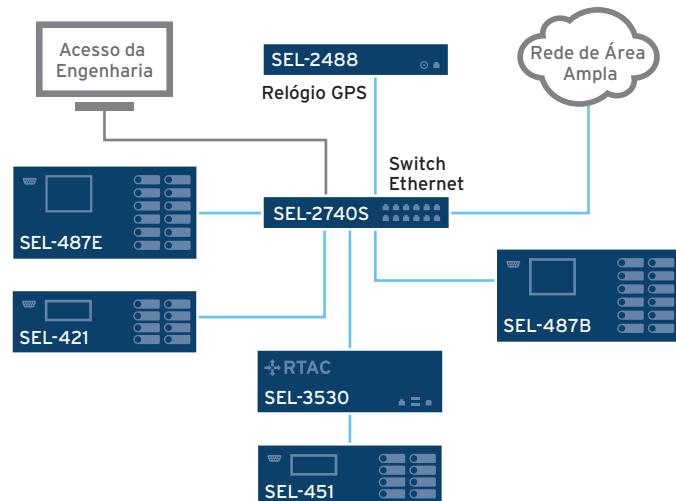 Acesso da
Engenharia
SEL-2488
Relógio GPS
Rede de Área
Ampla
Switch
Ethernet
SEL-2740S
SEL-487E
SEL-421
SEL-487B
RTAC
SEL-3530
SEL-451